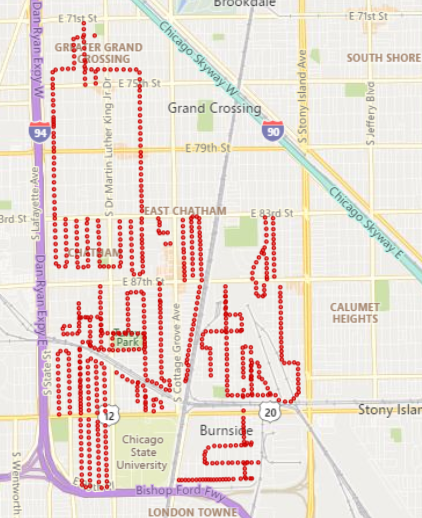 Brookdale
E 71st St
E 71st St
Dan Ryan Expy W
Chicago Skyway W
GREATER GRAND
CROSSING
SOUTH SHORE
E 75th St
S Dr Martin Luther King Jr Dr
Grand Crossing
S Stony Island Ave
S Jeffery Blvd
94
90
E 79th St
S Lafayette Ave
EAST CHATHAM
E 83rd St
3rd St
Chicago Skyway E
CHATHAM
Dan Ryan Expy E
E 87th St
CALUMET
HEIGHTS
S Cottage Grove Ave
Park
S State St
12
20
Stony Islan
Burnside
Chicago
State
University
S Wentworth
Bishop Ford Fwy
LONDON TOWNE